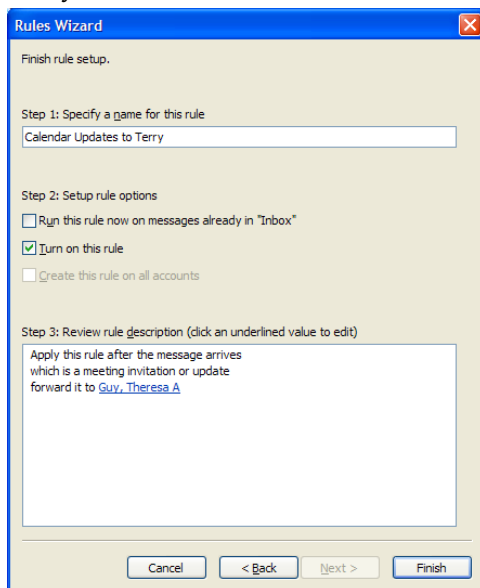 Rules Wizard
Finish rule setup.
Step 1: Specify a name for this rule
Calendar Updates to Terry
Step 2: Setup rule options
Run this rule now on messages already in "Inbox"
Turn on this rule
Create this rule on all accounts
Step 3: Review rule description (click an underlined value to edit)
Apply this rule after the message arrives
which is a meeting invitation or update
forward it to Guy, Theresa A
Cancel
< Back
Next >
Finish